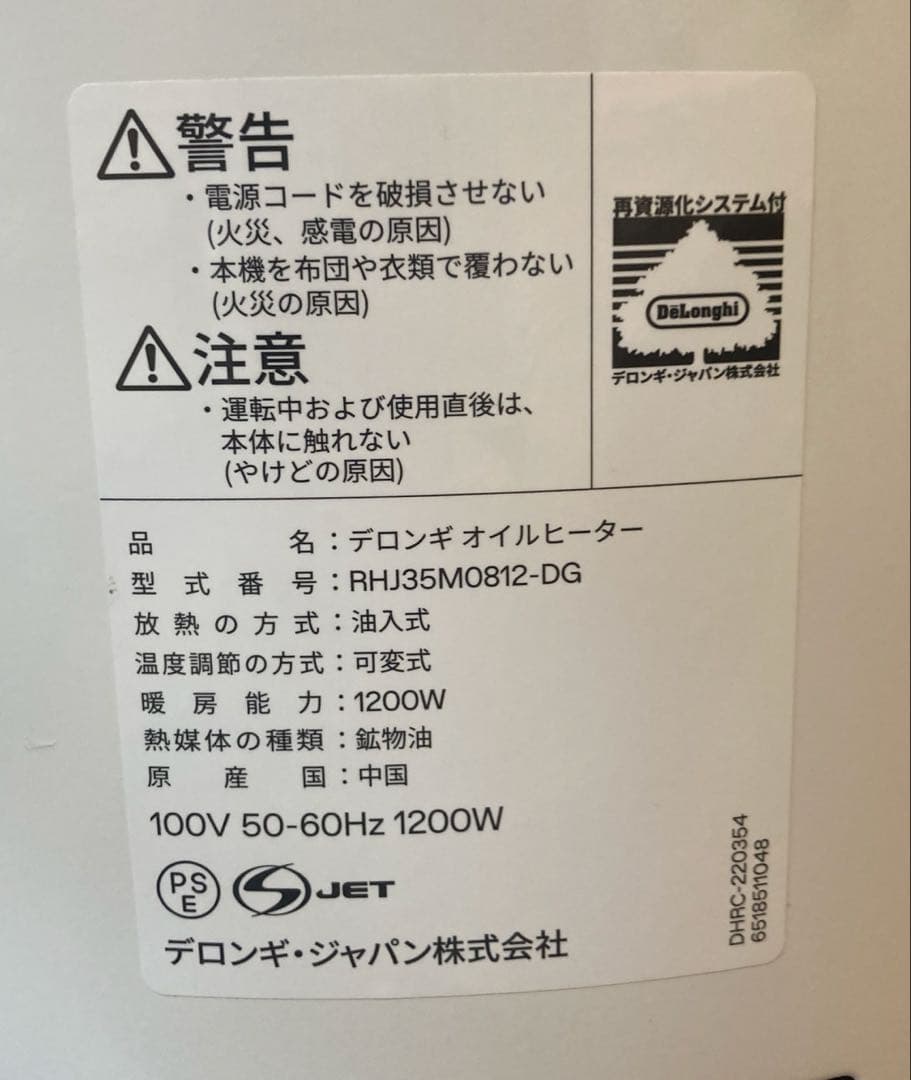 警告
・電源コードを破損させない
(火災、感電の原因)
・本機を布団や衣類で覆わない
(火災の原因)
注意
・運転中および使用直後は、
本体に触れない
(やけどの原因)
再資源化システム付
DeLonghi
デロンギ・ジャパン株式会社
品名：デロンギ オイルヒーター
型式番号：RHJ35M0812-DG
放熱の方式：油入式
温度調節の方式：可変式
暖房能力：1200W
熱媒体の種類：鉱物油
原産国：中国
100V 50-60Hz 1200W
PSE JET
デロンギ・ジャパン株式会社
DHRC-220354
6518511048